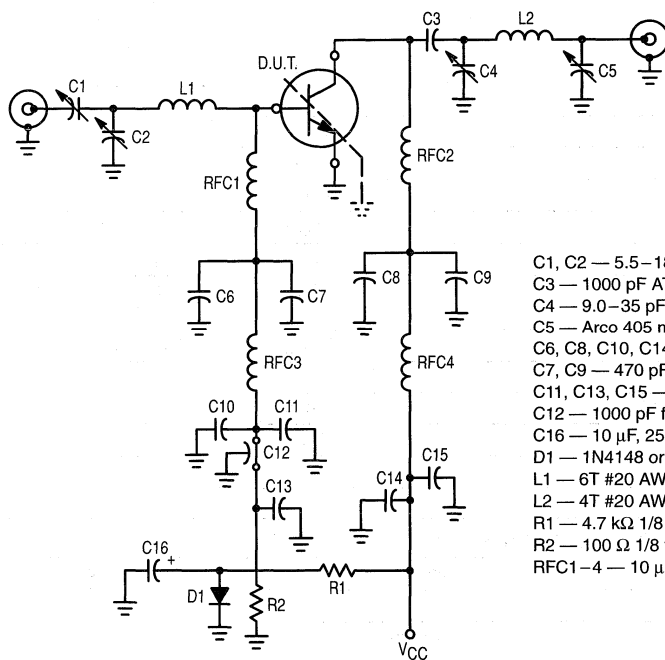 C3
L2
C1
L1
D.U.T.
C4
C5
C2
RFC1
RFC2
C6
C7
C8
C9
RFC3
RFC4
C10
C11
C12
C13
C14
C15
C16
+
D1
R2
R1
VCC
C1, C2 — 5.5–18
C3 — 1000 pF AT
C4 — 9.0–35 pF
C5 — Arco 405 m
C6, C8, C10, C14
C7, C9 — 470 pF
C11, C13, C15 —
C12 — 1000 pF f
C16 — 10 μF, 25
D1 — 1N4148 or
L1 — 6T #20 AW
L2 — 4T #20 AW
R1 — 4.7 kΩ 1/8
R2 — 100 Ω 1/8
RFC1–4 — 10 μ